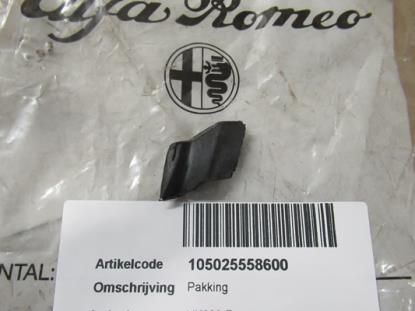 Alfa Romeo
NTAL:
Artikelcode 105025558600
Omschrijving Pakking